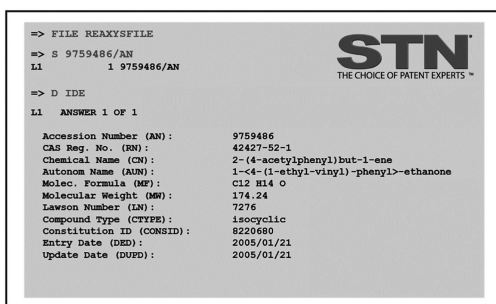 => FILE REAXYSFILE
=> S 9759486/AN
L1 1 9759486/AN
STN
THE CHOICE OF PATENT EXPERTS ™
=> D IDE
L1 ANSWER 1 OF 1
Accession Number (AN): 9759486
CAS Reg. No. (RN): 42427-52-1
Chemical Name (CN): 2-(4-acetylphenyl)but-1-ene
Autonom Name (AUN): 1-<4-(1-ethyl-vinyl)-phenyl>-ethanone
Molec. Formula (MF): C12 H14 O
Molecular Weight (MW): 174.24
Lawson Number (LN): 7276
Compound Type (CTYPE): isocyclic
Constitution ID (CONSID): 8220680
Entry Date (DED): 2005/01/21
Update Date (DUPD): 2005/01/21